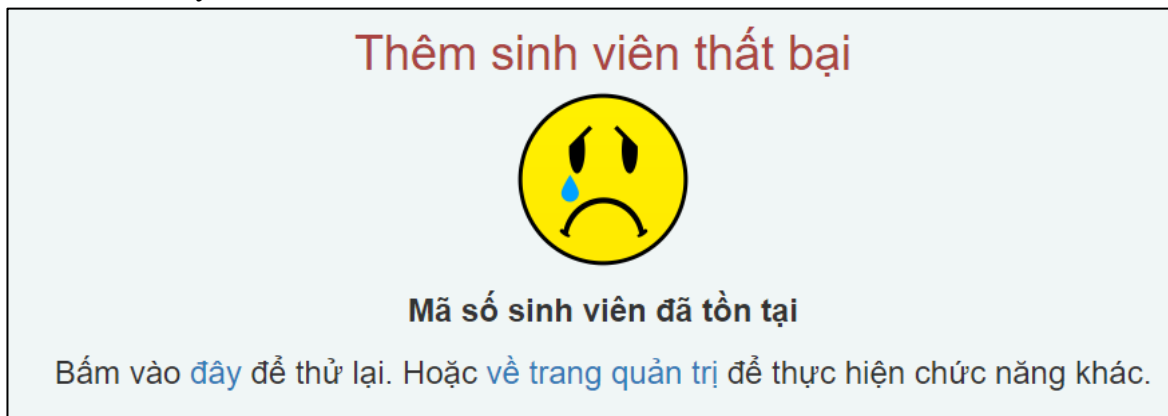 Thêm sinh viên thất bại
Mã số sinh viên đã tồn tại
Bấm vào đây để thử lại. Hoặc về trang quản trị để thực hiện chức năng khác.